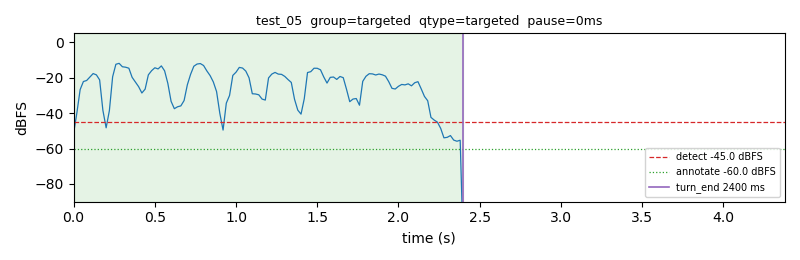 test_05  group=targeted  qtype=targeted  pause=0ms
dBFS
0
−20
−40
−60
−80
detect -45.0 dBFS
annotate -60.0 dBFS
turn_end 2400 ms
0.0 0.5 1.0 1.5 2.0 2.5 3.0 3.5 4.0
time (s)